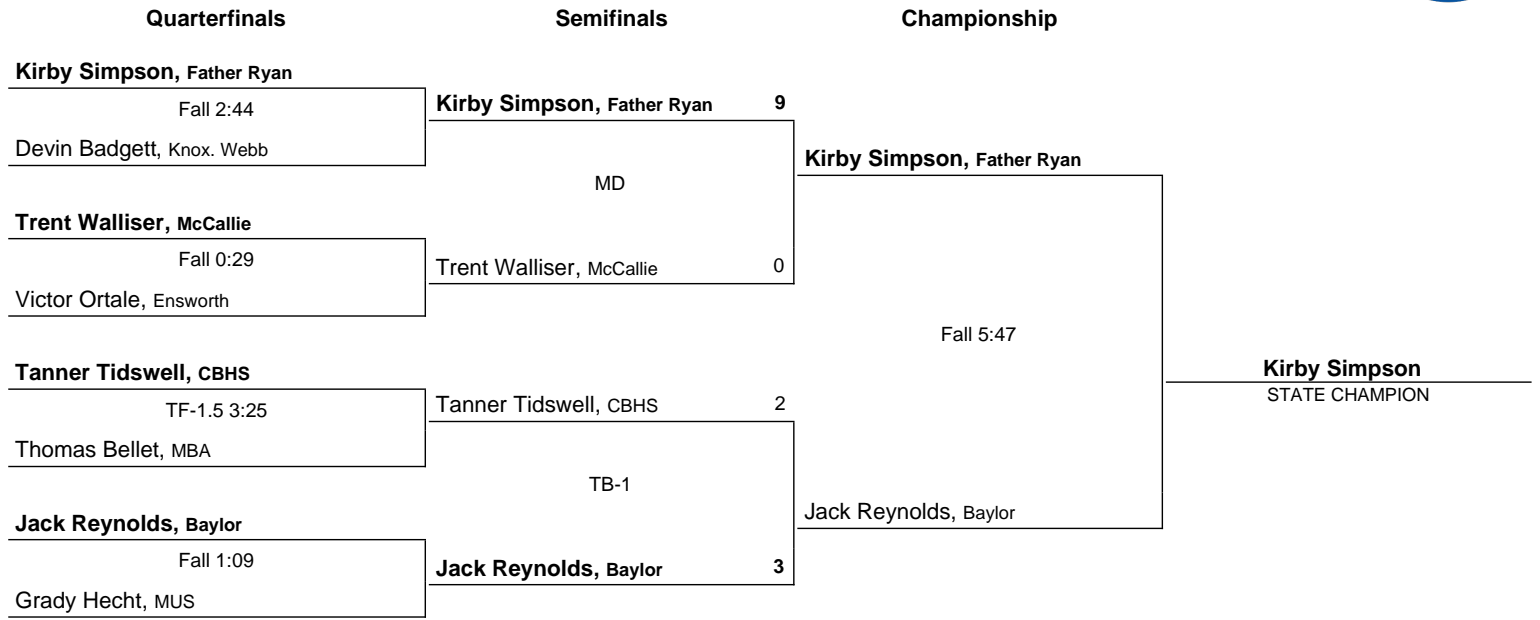 Quarterfinals Semifinals Championship
Kirby Simpson, Father Ryan
Fall 2:44
Kirby Simpson, Father Ryan 9
Devin Badgett, Knox. Webb
Kirby Simpson, Father Ryan
MD
Trent Walliser, McCallie
Fall 0:29
Trent Walliser, McCallie 0
Victor Ortale, Ensworth
Fall 5:47
Tanner Tidswell, CBHS
Kirby Simpson
STATE CHAMPION
TF-1.5 3:25
Tanner Tidswell, CBHS 2
Thomas Bellet, MBA
TB-1
Jack Reynolds, Baylor
Jack Reynolds, Baylor
Fall 1:09
Jack Reynolds, Baylor 3
Grady Hecht, MUS